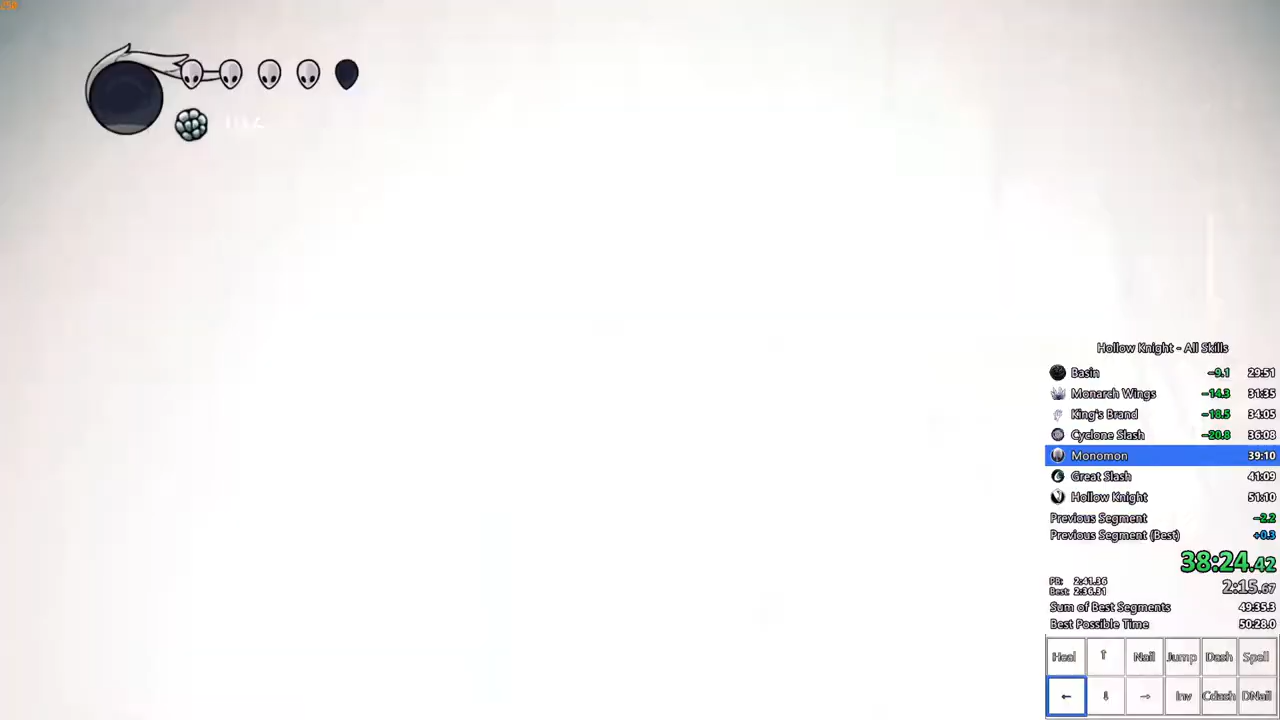 250
Hollow Knight - All Skills
Basin -9.1 29:51
Monarch Wings -14.3 31:35
King's Brand -18.5 34:05
Cyclone Slash -20.8 36:08
Monomon 39:10
Great Slash 41:09
Hollow Knight 51:10
Previous Segment -2.2
Previous Segment (Best) +0.3
38:24.42
PB: 2:41.36
Best: 2:36.31
2:15.67
Sum of Best Segments 49:35.3
Best Possible Time 50:28.0
Heal ↑ Nail Jump Dash Spell
← ↓ → Inv Cdash DNail